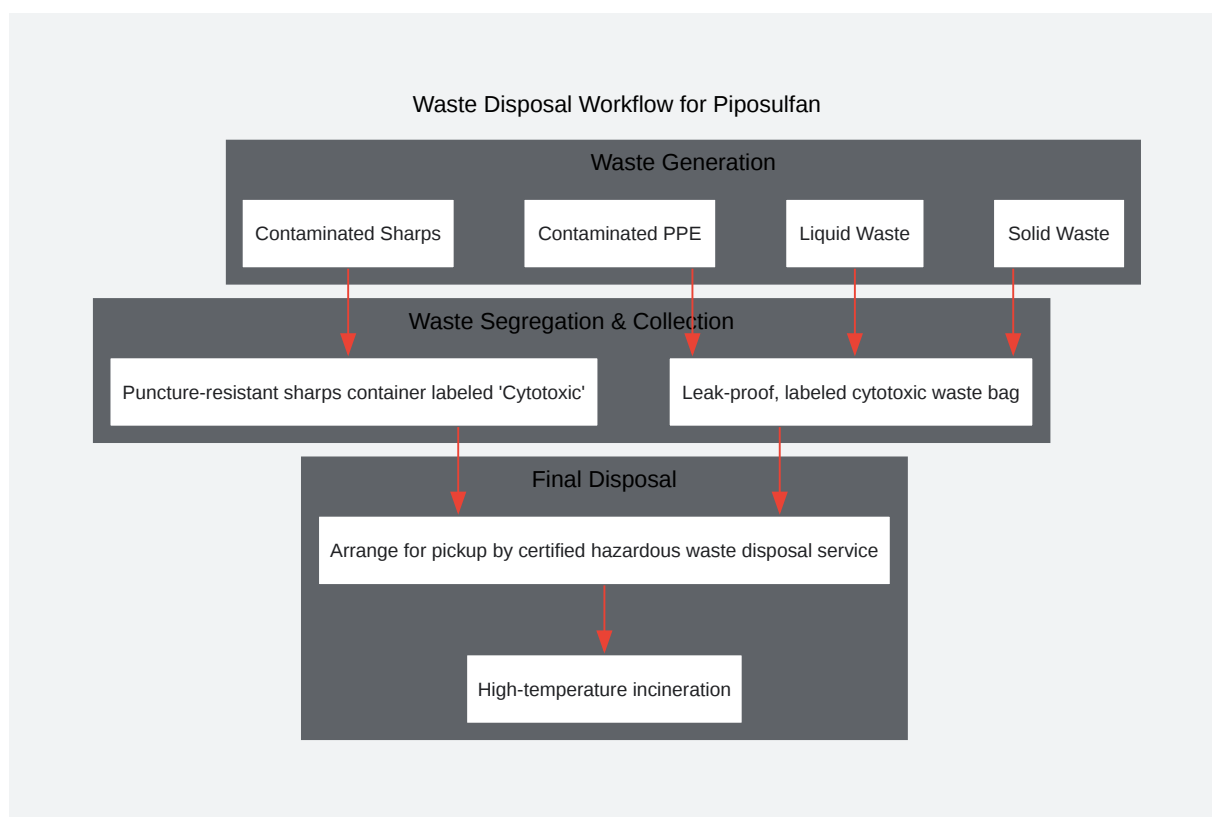 Waste Disposal Workflow for Piposulfan
Waste Generation
Contaminated Sharps
Contaminated PPE
Liquid Waste
Solid Waste
Waste Segregation & Collection
Puncture-resistant sharps container labeled 'Cytotoxic'
Leak-proof, labeled cytotoxic waste bag
Final Disposal
Arrange for pickup by certified hazardous waste disposal service
High-temperature incineration